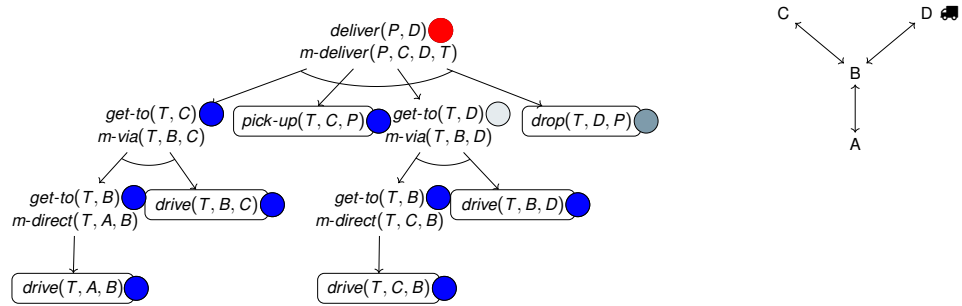 deliver(P, D)
m-deliver(P, C, D, T)
get-to(T, C)
m-via(T, B, C)
pick-up(T, C, P)
get-to(T, D)
m-via(T, B, D)
drop(T, D, P)
get-to(T, B)
m-direct(T, A, B)
drive(T, B, C)
get-to(T, B)
m-direct(T, C, B)
drive(T, B, D)
drive(T, A, B)
drive(T, C, B)
C
D
B
A